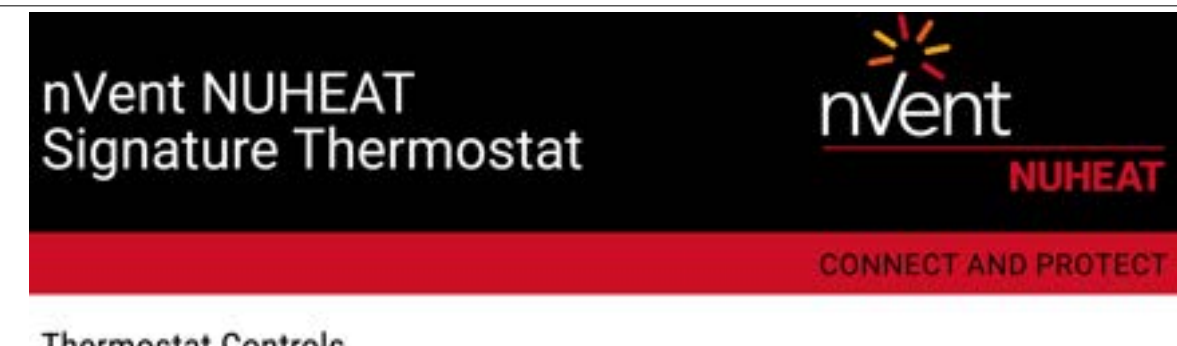 nVent NUHEAT
Signature Thermostat
nVent
NUHEAT
CONNECT AND PROTECT
Thermostat Controls